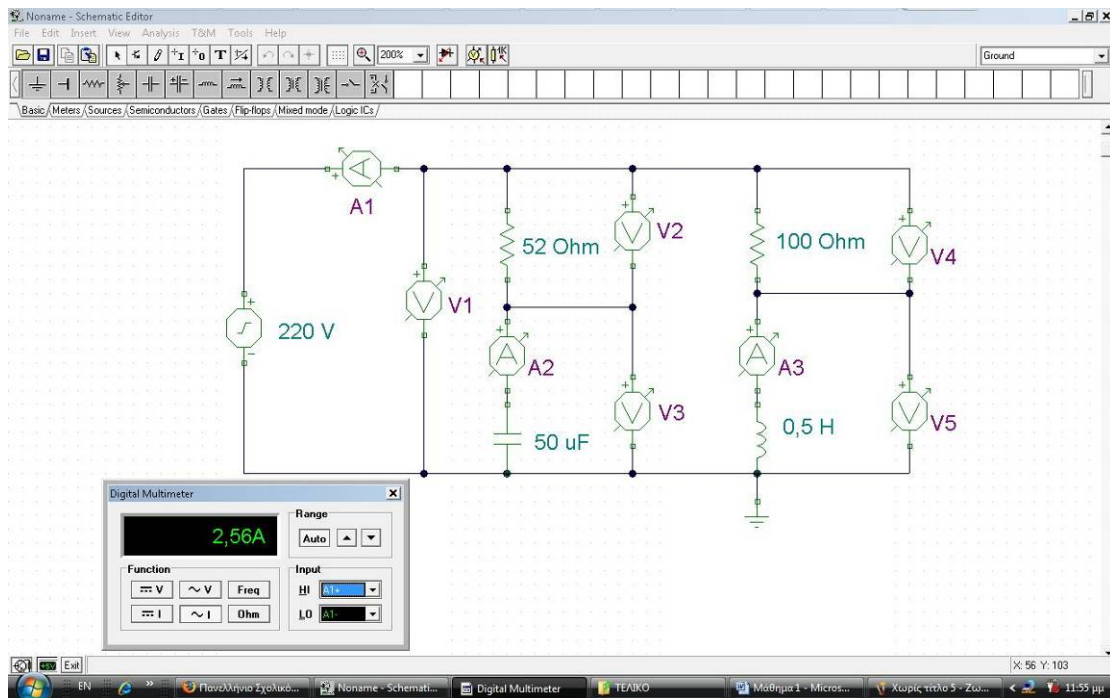 Noname - Schematic Editor
File Edit Insert View Analysis T&M Tools Help
200% Ground
Basic Meters Sources Semiconductors Gates Flip-flops Mixed mode Logic ICs
A1
52 Ohm
V2
100 Ohm
V4
V1
220 V
A2
A3
V3
50 uF
0,5 H
V5
Digital Multimeter
2,56A
Range
Auto
Function
V V Freq
I I Ohm
Input
HI A1+
LO A1-
Exit
X: 56 Y: 103
EN
Πανελλήνιο Σχολικό...
Noname - Schemati...
Digital Multimeter
ΤΕΛΙΚΟ
Μάθημα 1 - Micros...
Χωρίς τίτλο 5 - Ζω...
11:55 μμ